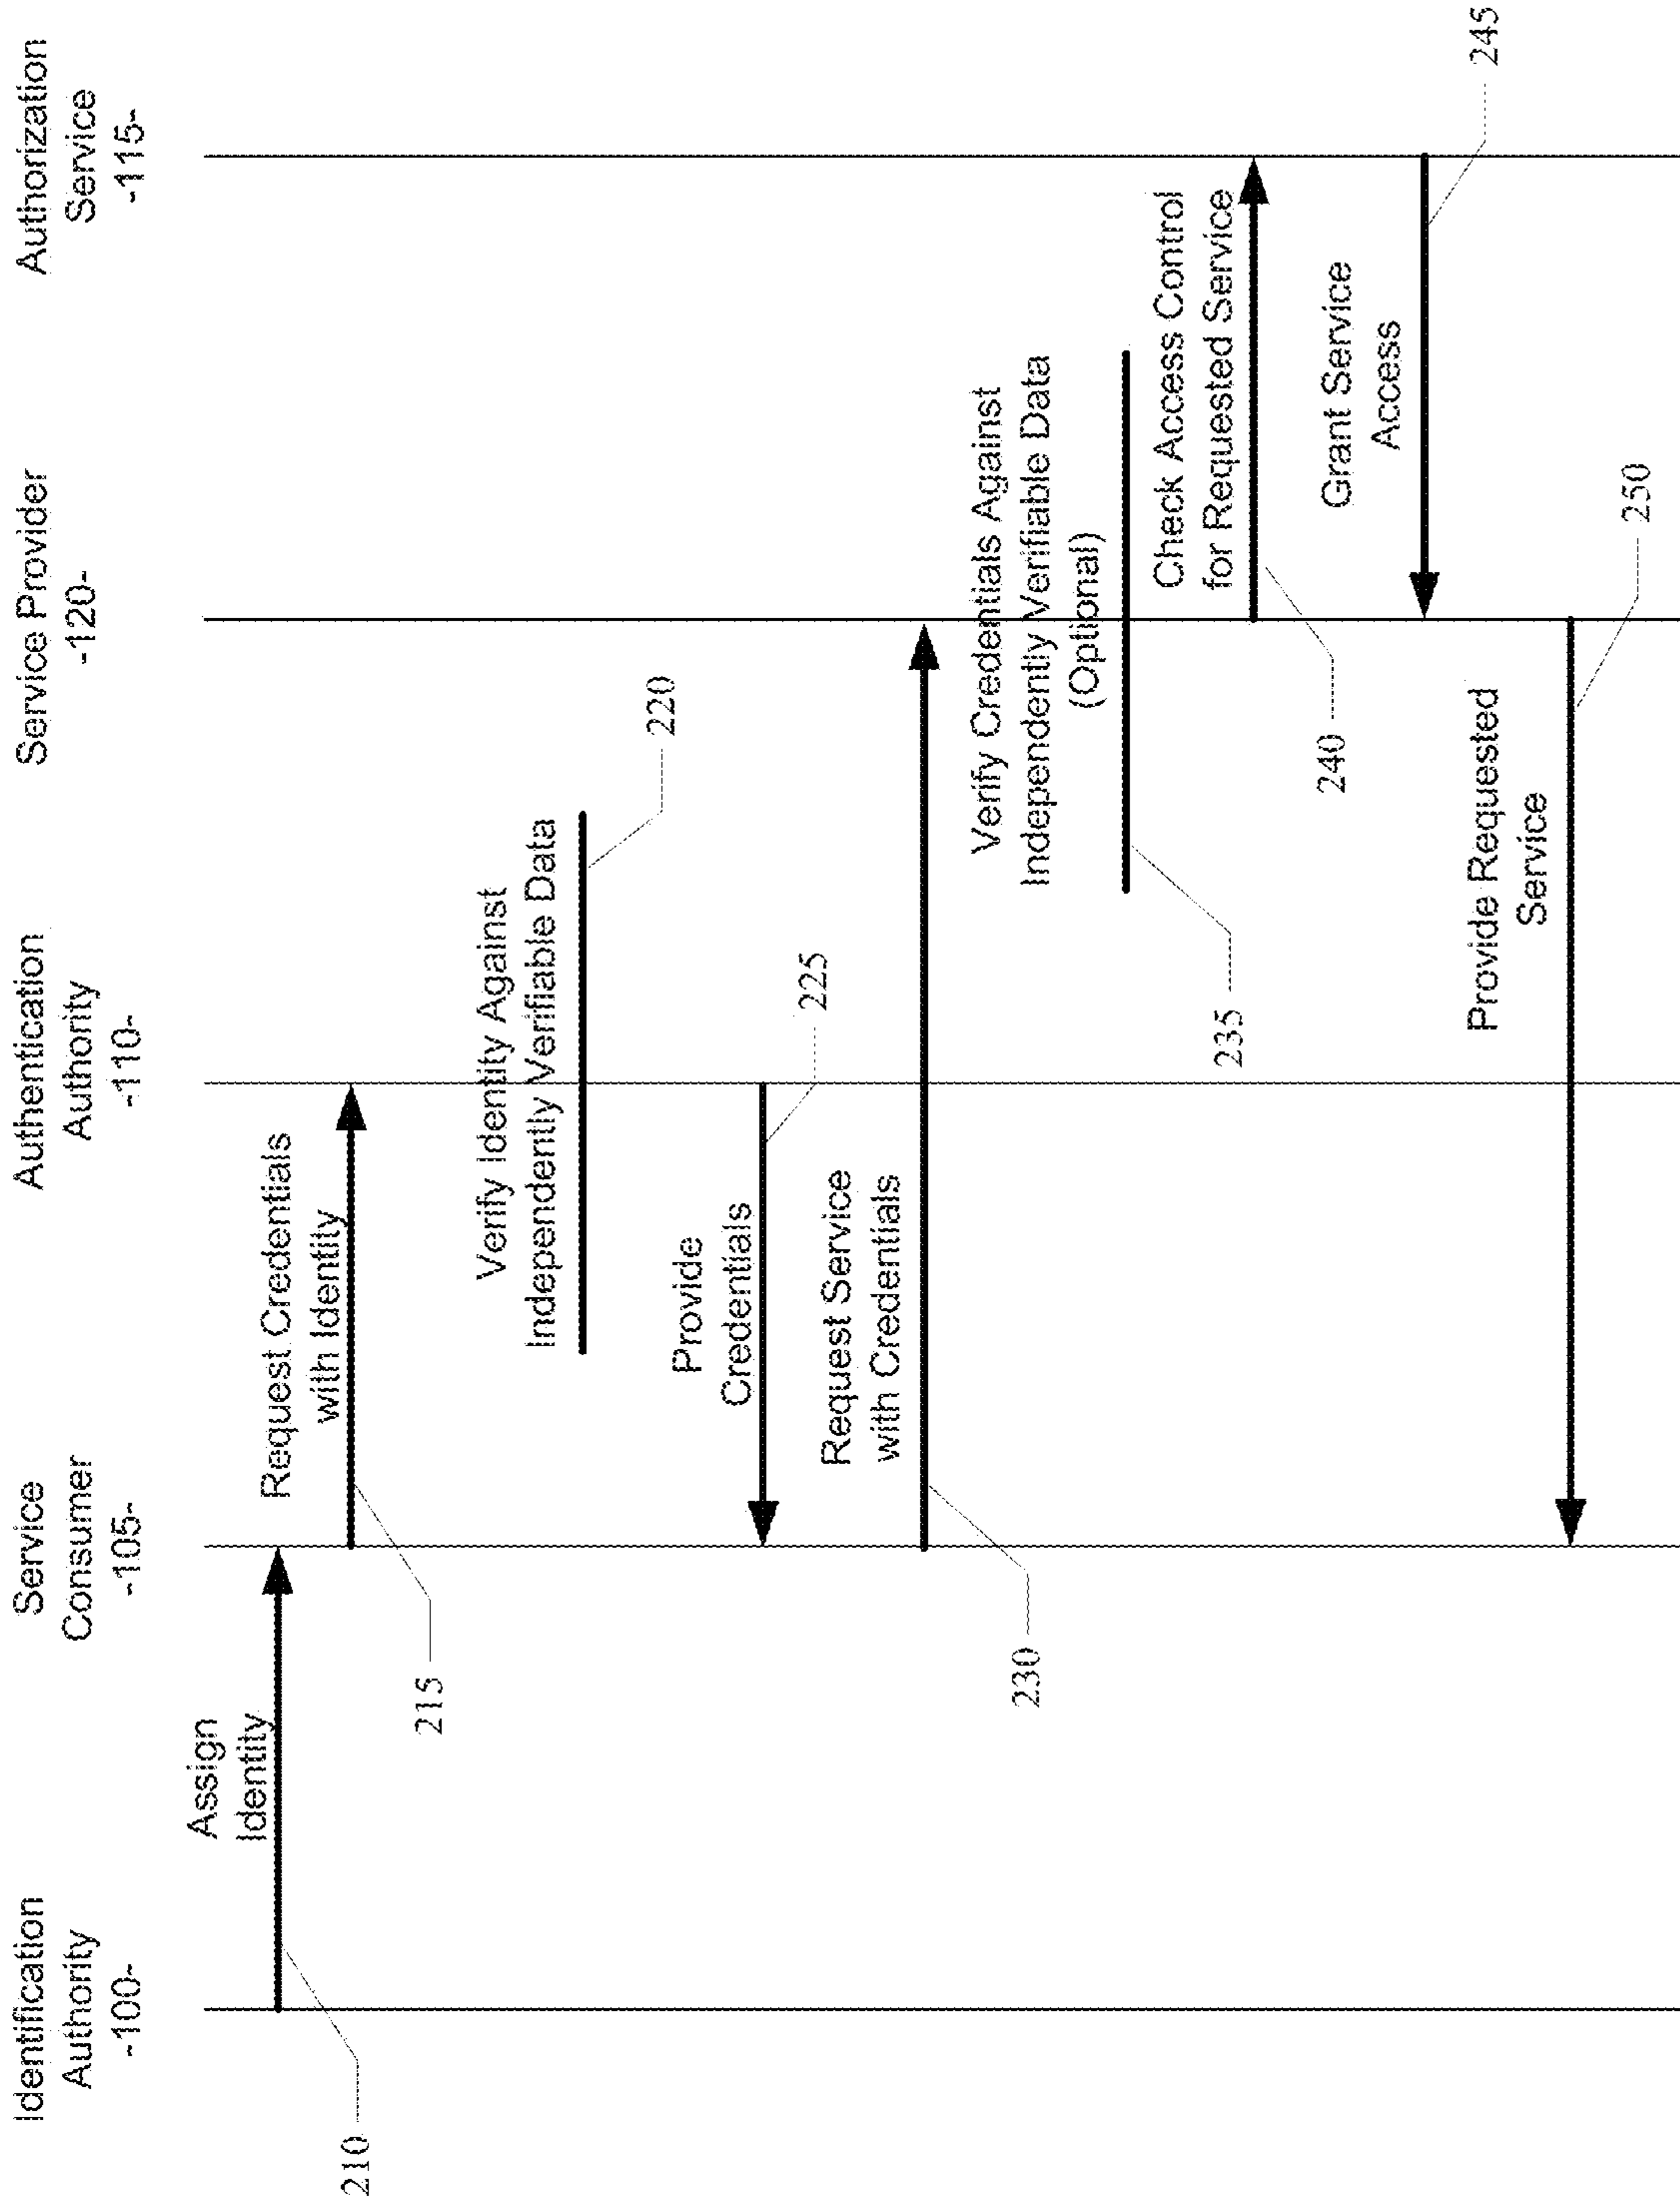 Identification
Authority
-100-
Service
Consumer
-105-
Authentication
Authority
-110-
Service Provider
-120-
Authorization
Service
-115-
Assign
Identity
210
Request Credentials
with Identity
215
Verify Identity Against
Independently Verifiable Data
220
Provide
Credentials
225
Request Service
with Credentials
230
Verify Credentials Against
Independently Verifiable Data
(Optional)
235
Check Access Control
for Requested Service
240
Grant Service
Access
245
Provide Requested
Service
250